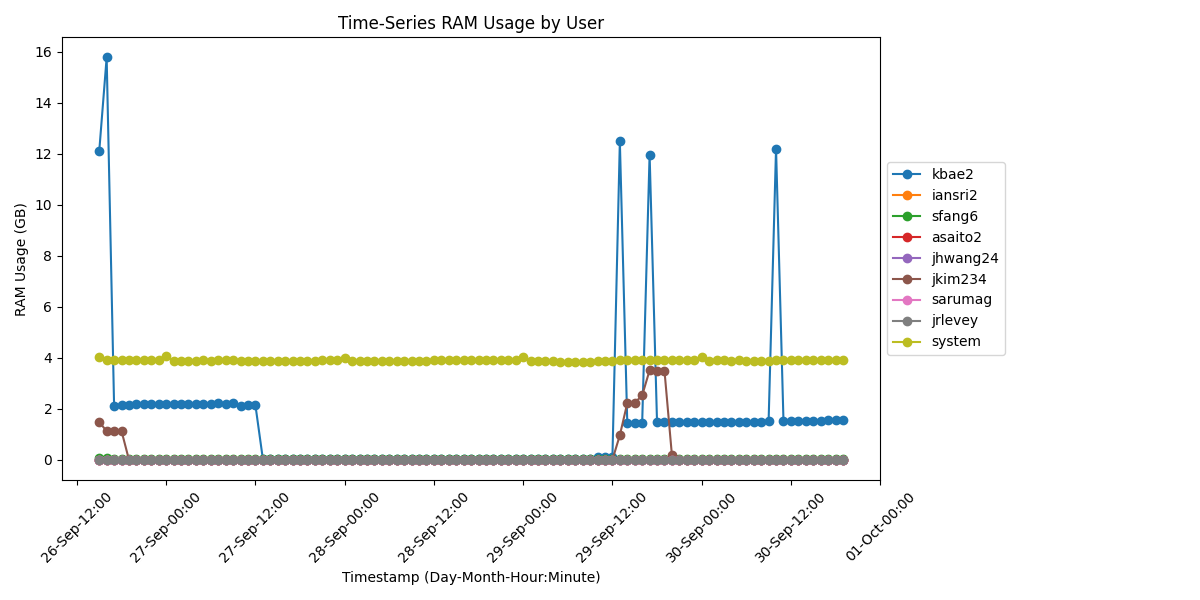 Time-Series RAM Usage by User
RAM Usage (GB)
16
14
12
10
8
6
4
2
0
26-Sep-12:00
27-Sep-00:00
27-Sep-12:00
28-Sep-00:00
28-Sep-12:00
29-Sep-00:00
29-Sep-12:00
30-Sep-00:00
30-Sep-12:00
01-Oct-00:00
Timestamp (Day-Month-Hour:Minute)
kbae2
iansri2
sfang6
asaito2
jhwang24
jkim234
sarumag
jrlevey
system